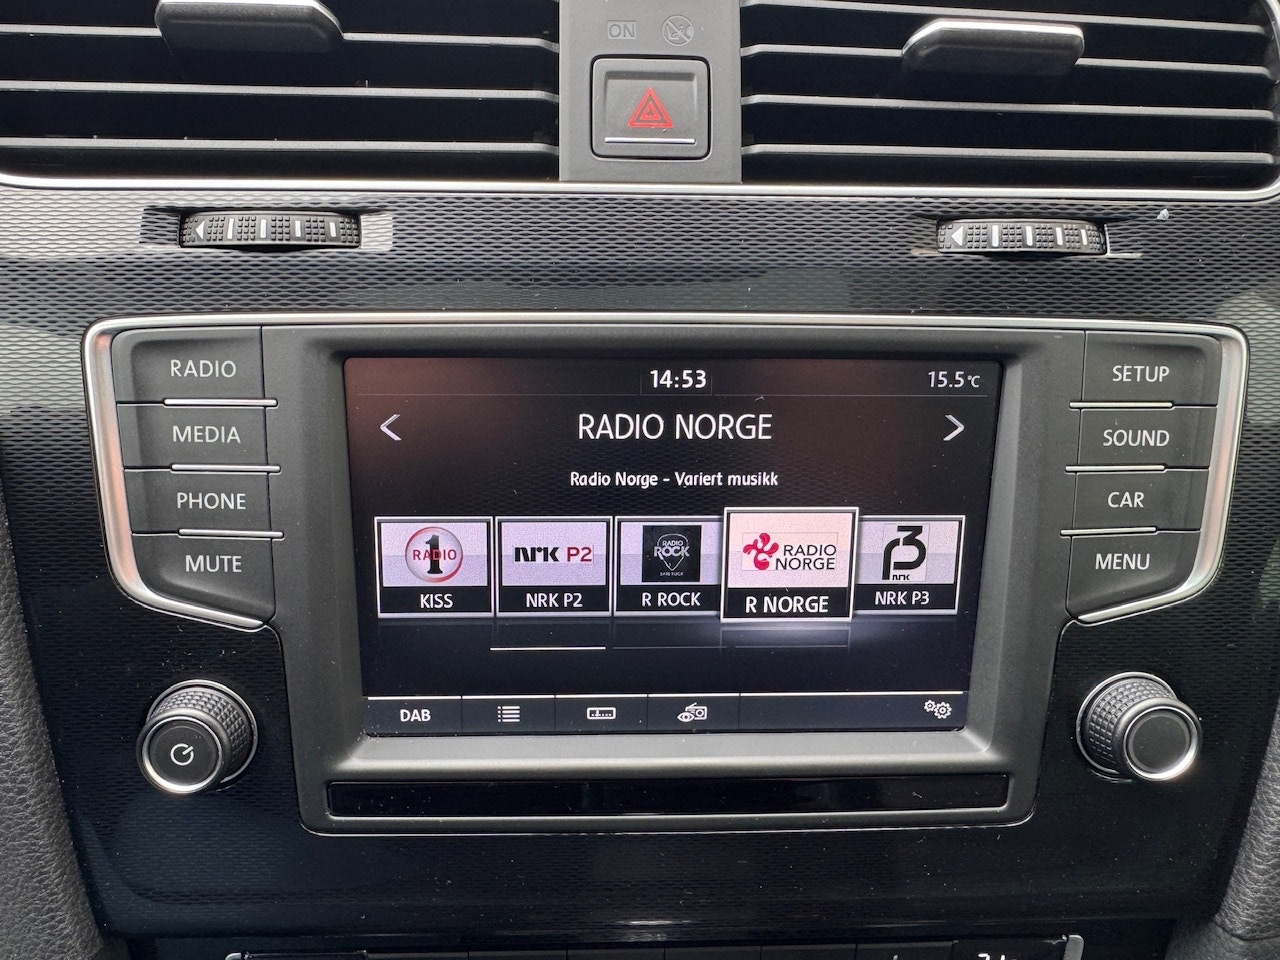 ON
RADIO
MEDIA
PHONE
MUTE
14:53
15.5°C
RADIO NORGE
Radio Norge - Variert musikk
RADIO 1
KISS
NRK P2
NRK P2
RADIO
ROCK
R ROCK
RADIO
NORGE
R NORGE
P3
NRK
NRK P3
DAB
SETUP
SOUND
CAR
MENU